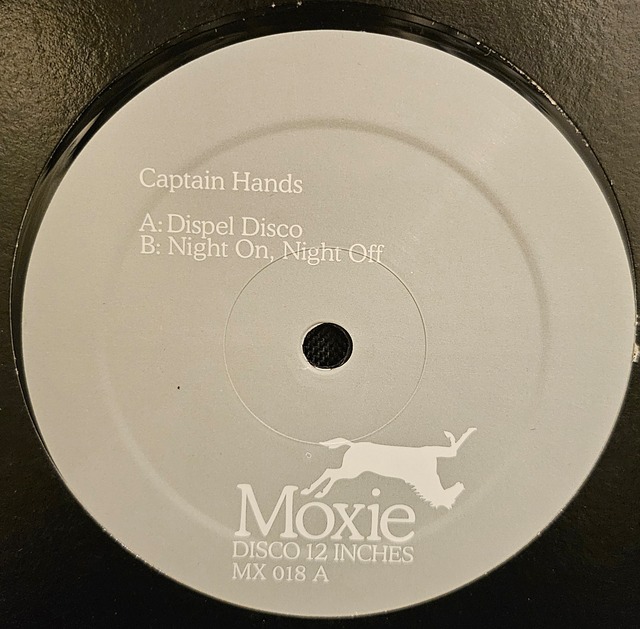 Captain Hands
A: Dispel Disco
B: Night On, Night Off
Moxie
DISCO 12 INCHES
MX 018 A